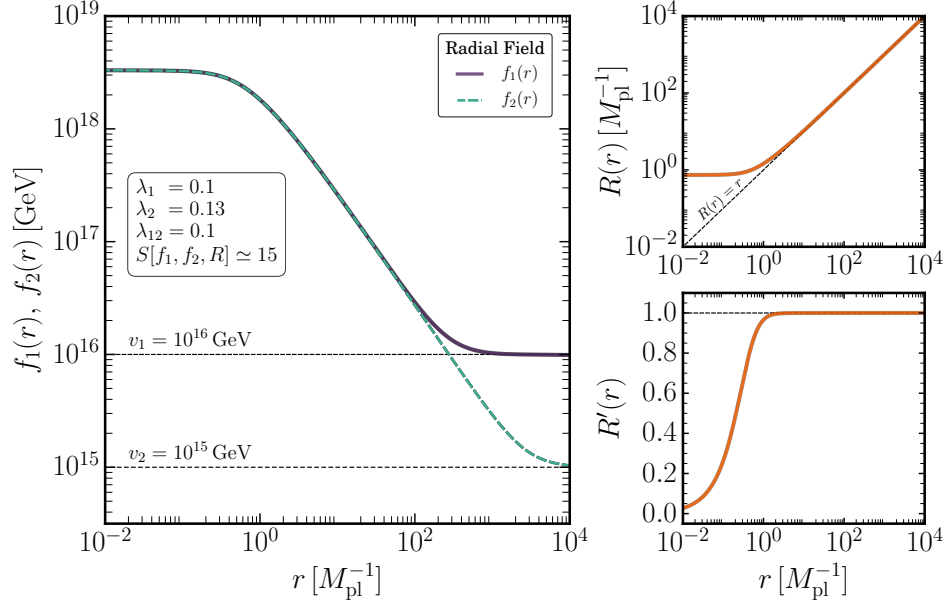 10^19
10^18
10^17
10^16
10^15
f_1(r), f_2(r) [GeV]
Radial Field
f_1(r)
f_2(r)
λ_1 = 0.1
λ_2 = 0.13
λ_12 = 0.1
S[f_1, f_2, R] ≃ 15
v_1 = 10^16 GeV
v_2 = 10^15 GeV
10^−2 10^0 10^2 10^4
r [M_pl^−1]
10^4
10^2
10^0
10^−2
R(r) [M_pl^−1]
R(r) = r
10^−2 10^0 10^2 10^4
1.0
0.8
0.6
0.4
0.2
0.0
R′(r)
10^−2 10^0 10^2 10^4
r [M_pl^−1]